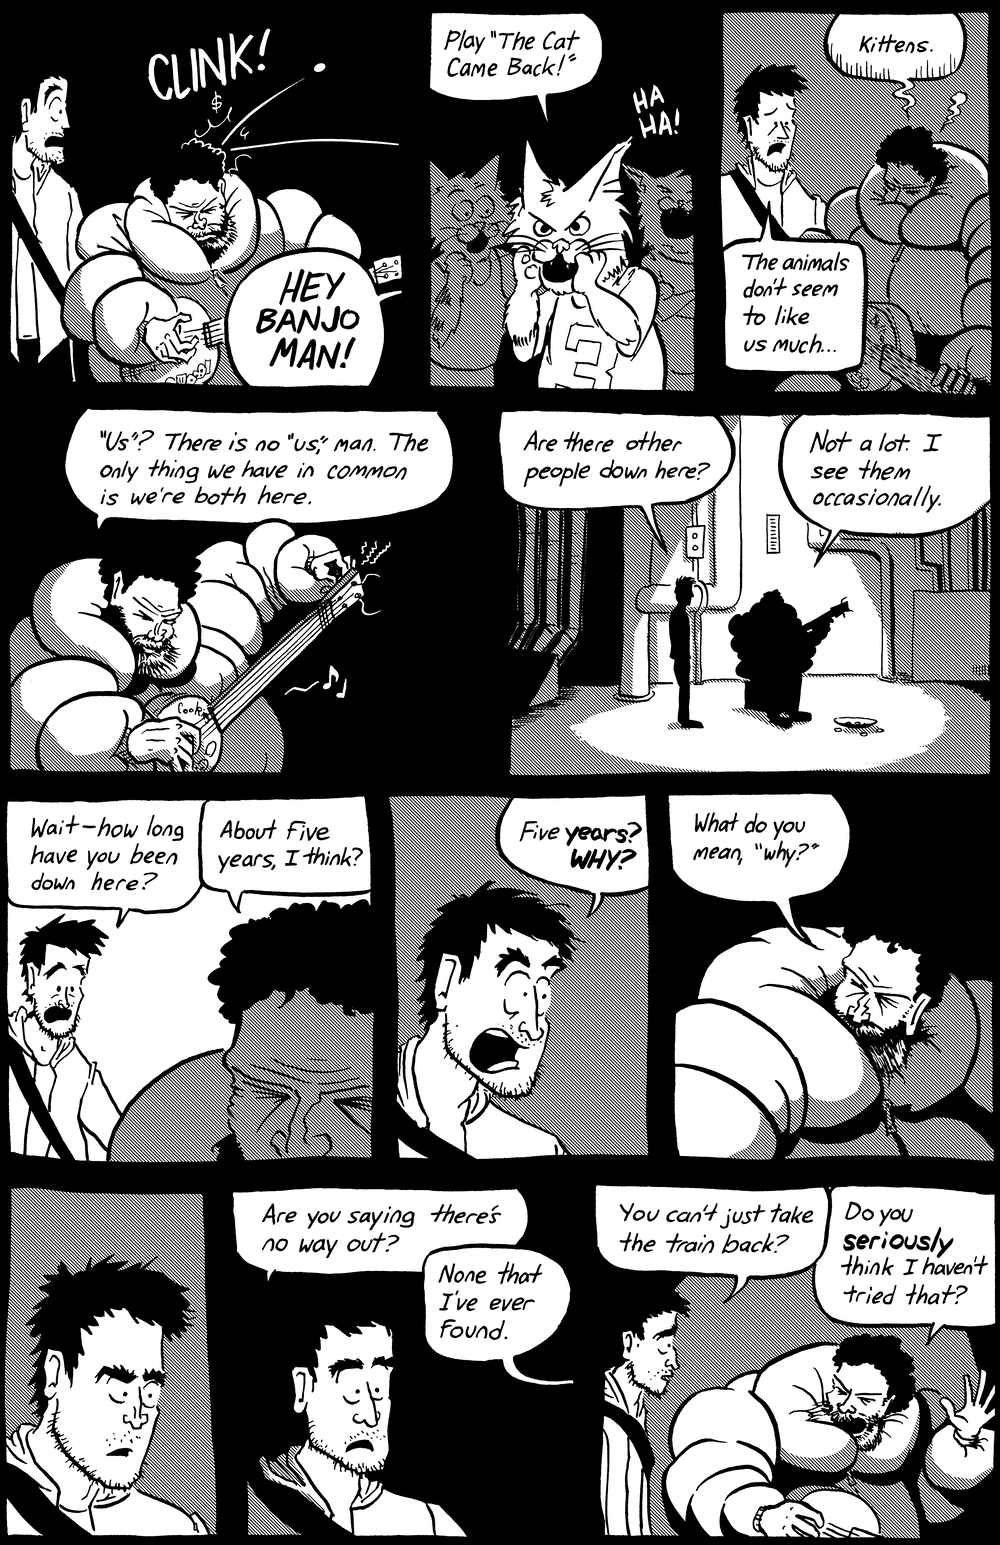 CLINK!
$
HEY
BANJO
MAN!
Play "The Cat
Came Back!"
HA
HA!
3
Kittens.
The animals
don't seem
to like
us much...
"Us"? There is no "us," man. The
only thing we have in common
is we're both here.
Are there other
people down here?
Not a lot. I
see them
occasionally.
Wait—how long
have you been
down here?
About five
years, I think?
Five years?
WHY?
What do you
mean, "why?"
Are you saying there's
no way out?
None that
I've ever
found.
You can't just take
the train back?
Do you
seriously
think I haven't
tried that?